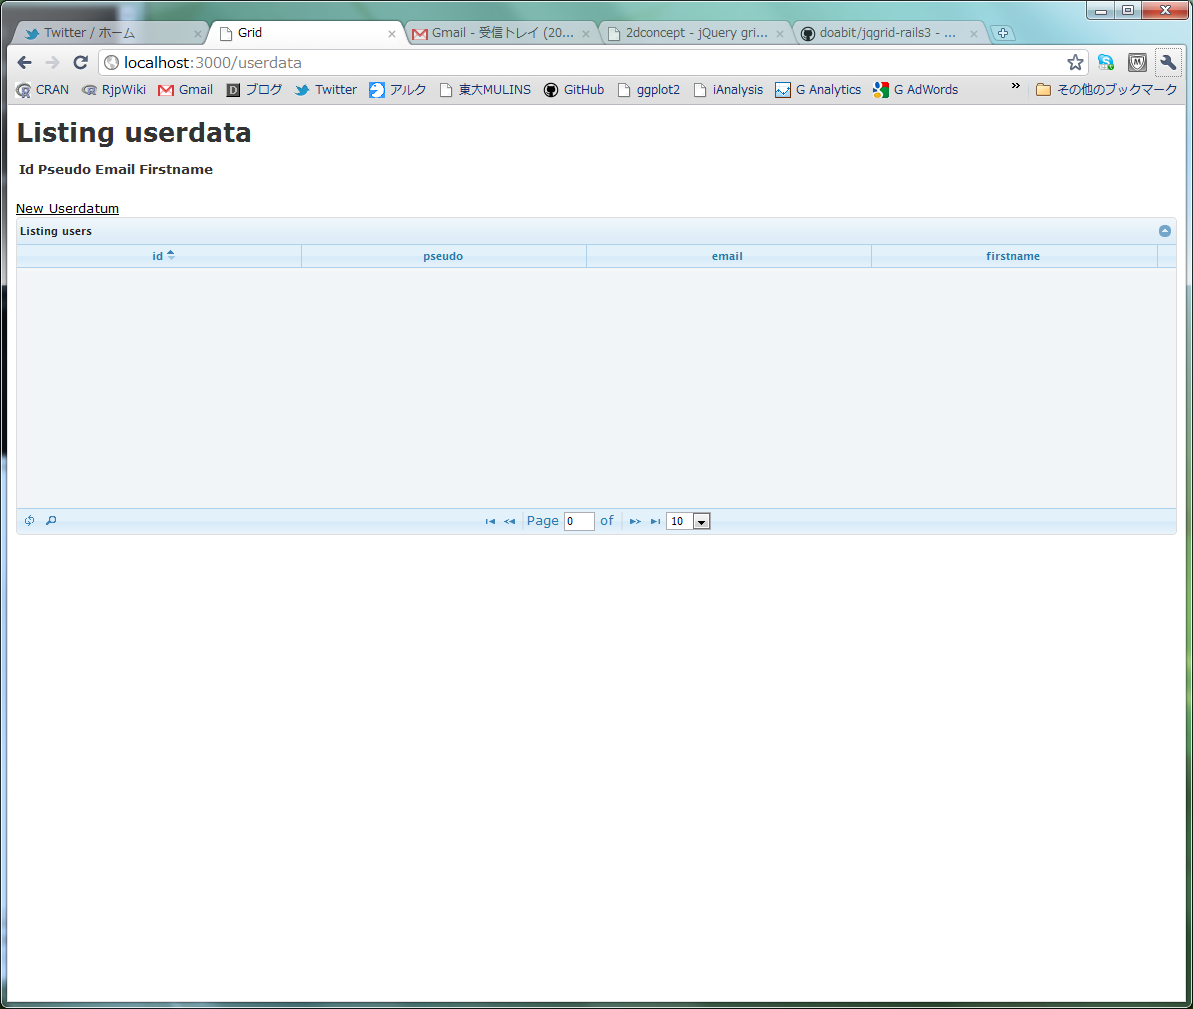 Twitter / ホーム
Grid
Gmail - 受信トレイ (20...
2dconcept - jQuery gri...
doabit/jqgrid-rails3 - ...
localhost:3000/userdata
CRAN RjpWiki Gmail ブログ Twitter アルク 東大MULINS GitHub ggplot2 iAnalysis G Analytics G AdWords » その他のブックマーク
Listing userdata
Id Pseudo Email Firstname
New Userdatum
Listing users
id pseudo email firstname
Page 0 of 10